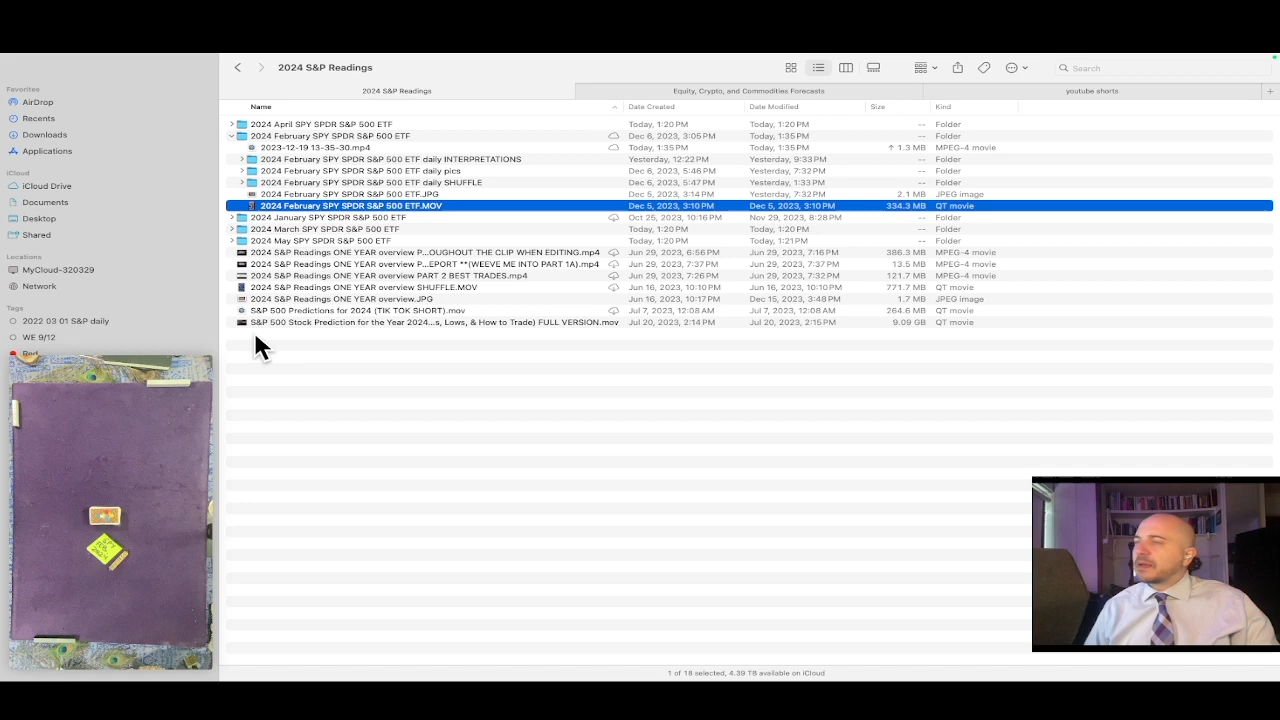 2024 S&P Readings
Search
2024 S&P Readings
Equity, Crypto, and Commodities Forecasts
youtube shorts
Name
Date Created
Date Modified
Size
Kind
2024 April SPY SPDR S&P 500 ETF Today, 1:20 PM Today, 1:20 PM -- Folder
2024 February SPY SPDR S&P 500 ETF Dec 6, 2023, 3:05 PM Today, 1:35 PM -- Folder
2023-12-19 13-35-30.mp4 Today, 1:35 PM Today, 1:35 PM ↑ 1.3 MB MPEG-4 movie
2024 February SPY SPDR S&P 500 ETF daily INTERPRETATIONS Yesterday, 12:22 PM Yesterday, 9:33 PM -- Folder
2024 February SPY SPDR S&P 500 ETF daily pics Dec 6, 2023, 5:46 PM Yesterday, 7:32 PM -- Folder
2024 February SPY SPDR S&P 500 ETF daily SHUFFLE Dec 6, 2023, 5:47 PM Yesterday, 1:33 PM -- Folder
2024 February SPY SPDR S&P 500 ETF.JPG Dec 5, 2023, 3:14 PM Yesterday, 7:32 PM 2.1 MB JPEG image
2024 February SPY SPDR S&P 500 ETF.MOV Dec 5, 2023, 3:10 PM Dec 5, 2023, 3:10 PM 334.3 MB QT movie
2024 January SPY SPDR S&P 500 ETF Oct 25, 2023, 10:16 PM Nov 29, 2023, 8:28 PM -- Folder
2024 March SPY SPDR S&P 500 ETF Today, 1:20 PM Today, 1:20 PM -- Folder
2024 May SPY SPDR S&P 500 ETF Today, 1:20 PM Today, 1:21 PM -- Folder
2024 S&P Readings ONE YEAR overview P...OUGHOUT THE CLIP WHEN EDITING.mp4 Jun 29, 2023, 6:56 PM Jun 29, 2023, 7:16 PM 386.3 MB MPEG-4 movie
2024 S&P Readings ONE YEAR overview P...EPORT **(WEEVE ME INTO PART 1A).mp4 Jun 29, 2023, 7:37 PM Jun 29, 2023, 7:37 PM 13.5 MB MPEG-4 movie
2024 S&P Readings ONE YEAR overview PART 2 BEST TRADES.mp4 Jun 29, 2023, 7:26 PM Jun 29, 2023, 7:32 PM 121.7 MB MPEG-4 movie
2024 S&P Readings ONE YEAR overview SHUFFLE.MOV Jun 16, 2023, 10:10 PM Jun 16, 2023, 10:10 PM 771.7 MB QT movie
2024 S&P Readings ONE YEAR overview.JPG Jun 16, 2023, 10:17 PM Dec 15, 2023, 3:48 PM 1.7 MB JPEG image
S&P 500 Predictions for 2024 (TIK TOK SHORT).mov Jul 7, 2023, 12:08 AM Jul 7, 2023, 12:08 AM 264.6 MB QT movie
S&P 500 Stock Prediction for the Year 2024...s, Lows, & How to Trade) FULL VERSION.mov Jul 20, 2023, 2:14 PM Jul 20, 2023, 2:15 PM 9.09 GB QT movie
Favorites
AirDrop
Recents
Downloads
Applications
iCloud
iCloud Drive
Documents
Desktop
Shared
Locations
MyCloud-320329
Network
Tags
2022 03 01 S&P daily
WE 9/12
Red
SPY
FEB
2024
1 of 18 selected, 4.39 TB available on iCloud